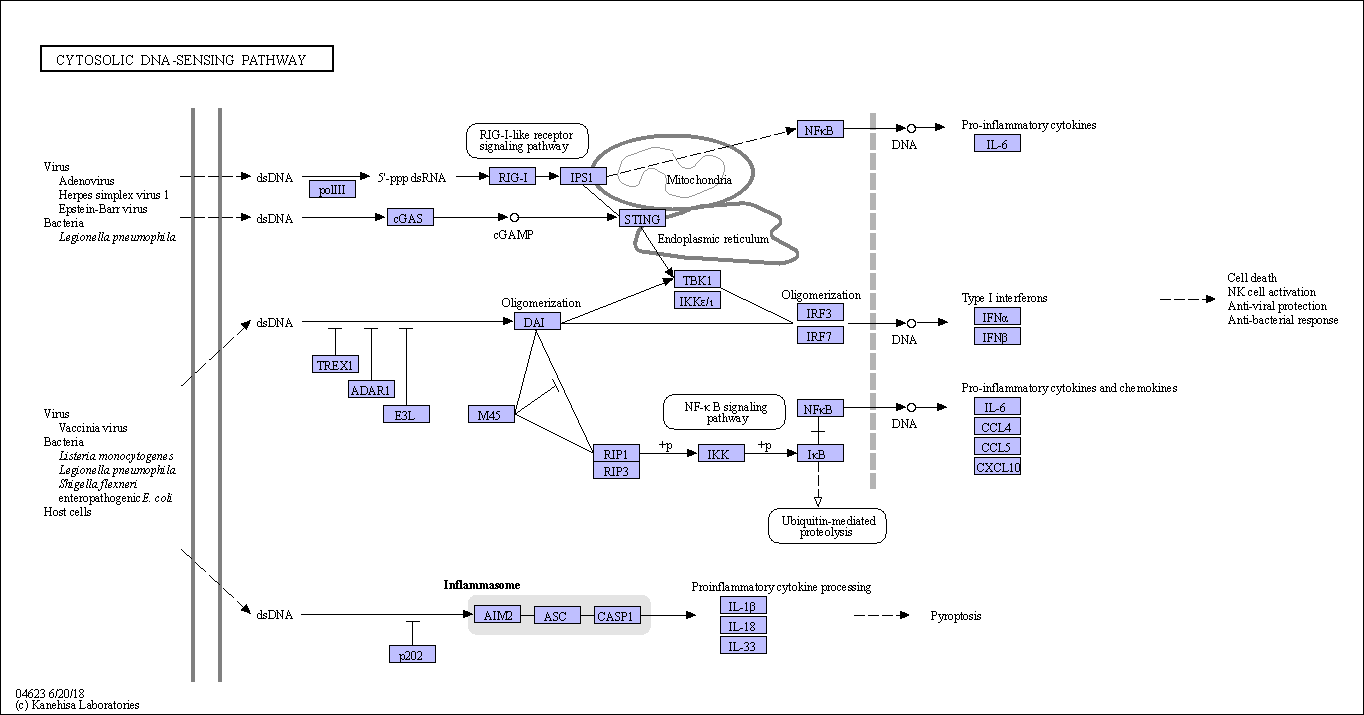 CYTOSOLIC DNA-SENSING PATHWAY
RIG-I-like receptor
signaling pathway
NFκB
DNA
Pro-inflammatory cytokines
IL-6
Virus
Adenovirus
Herpes simplex virus 1
Epstein-Barr virus
Bacteria
Legionella pneumophila
dsDNA
polIII
5'-ppp dsRNA
RIG-I
IPS1
Mitochondria
dsDNA
cGAS
cGAMP
STING
Endoplasmic reticulum
TBK1
IKKε/ι
Oligomerization
dsDNA
DAI
Oligomerization
IRF3
IRF7
DNA
Type I interferons
IFNα
IFNβ
Cell death
NK cell activation
Anti-viral protection
Anti-bacterial response
TREX1
ADAR1
E3L
M45
NF-κ B signaling
pathway
NFκB
DNA
Pro-inflammatory cytokines and chemokines
IL-6
CCL4
CCL5
CXCL10
RIP1
RIP3
+p
IKK
+p
IκB
Ubiquitin-mediated
proteolysis
Virus
Vaccinia virus
Bacteria
Listeria monocytogenes
Legionella pneumophila
Shigella flexneri
enteropathogenic E. coli
Host cells
Inflammasome
dsDNA
p202
AIM2
ASC
CASP1
Proinflammatory cytokine processing
IL-1β
IL-18
IL-33
Pyroptosis
04623 6/20/18
(c) Kanehisa Laboratories